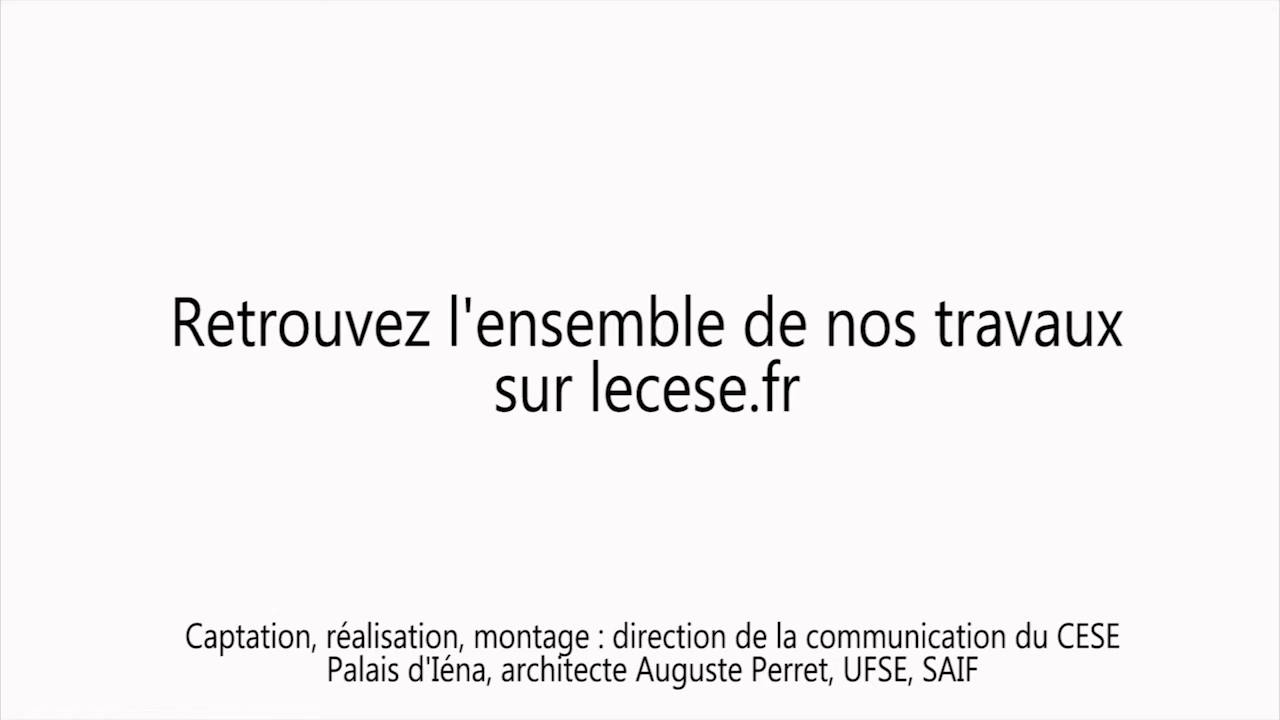 Retrouvez l'ensemble de nos travaux
sur lecese.fr
Captation, réalisation, montage : direction de la communication du CESE
Palais d'Iéna, architecte Auguste Perret, UFSE, SAIF